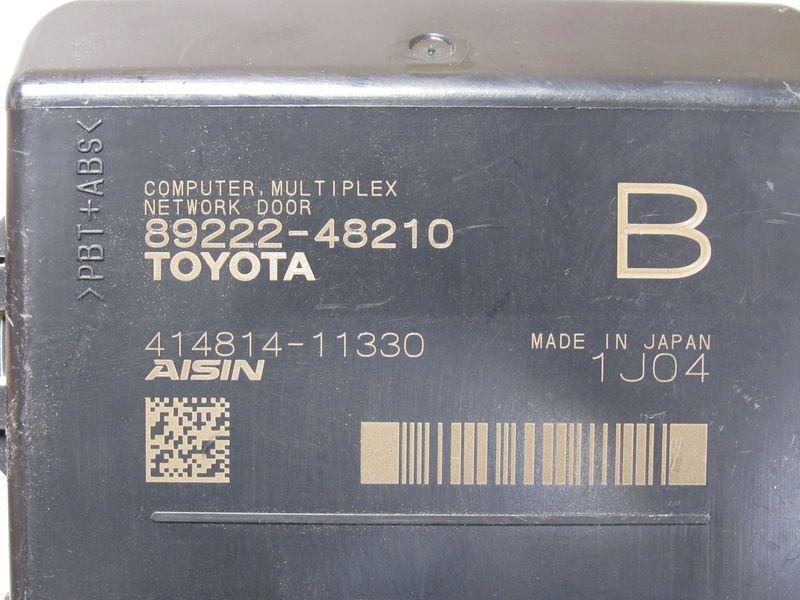 >PBT+ABS<
COMPUTER, MULTIPLEX
NETWORK DOOR
89222-48210
TOYOTA
B
414814-11330
AISIN
MADE IN JAPAN
1J04